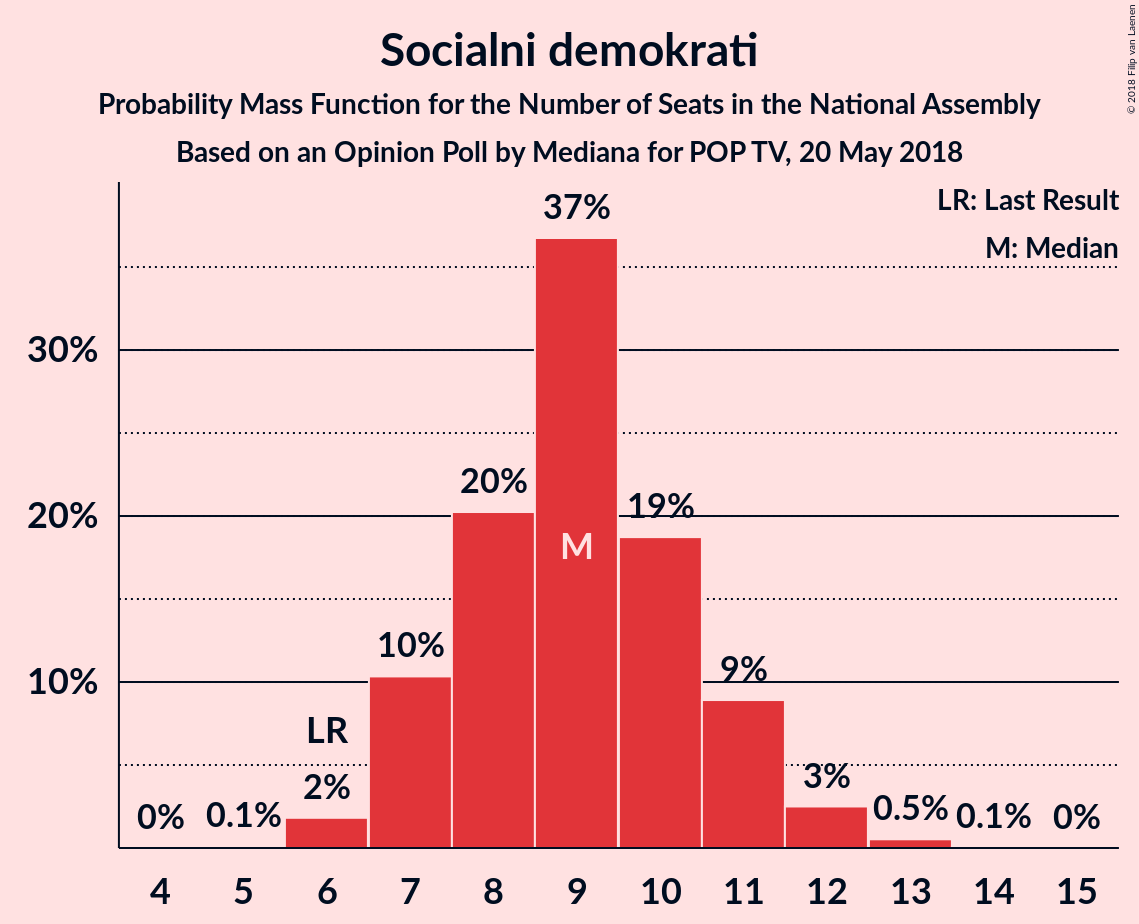 Socialni demokrati
Probability Mass Function for the Number of Seats in the National Assembly
Based on an Opinion Poll by Mediana for POP TV, 20 May 2018
© 2018 Filip van Laenen
LR: Last Result
M: Median
37%
30%
20%
19%
20%
M
10%
9%
10%
LR
2%
3%
0%
0.1%
0.5%
0.1%
0%
4 5 6 7 8 9 10 11 12 13 14 15